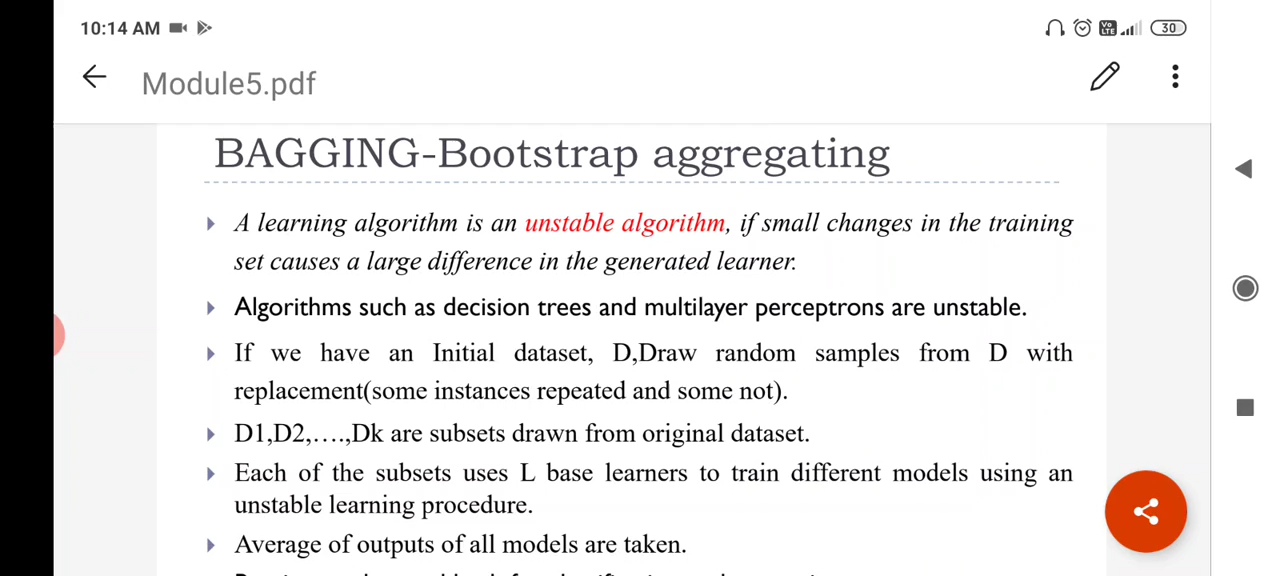 10:14 AM
Vo LTE
30
Module5.pdf
BAGGING-Bootstrap aggregating
A learning algorithm is an unstable algorithm, if small changes in the training
set causes a large difference in the generated learner.
Algorithms such as decision trees and multilayer perceptrons are unstable.
If we have an Initial dataset, D,Draw random samples from D with
replacement(some instances repeated and some not).
D1,D2,….,Dk are subsets drawn from original dataset.
Each of the subsets uses L base learners to train different models using an
unstable learning procedure.
Average of outputs of all models are taken.